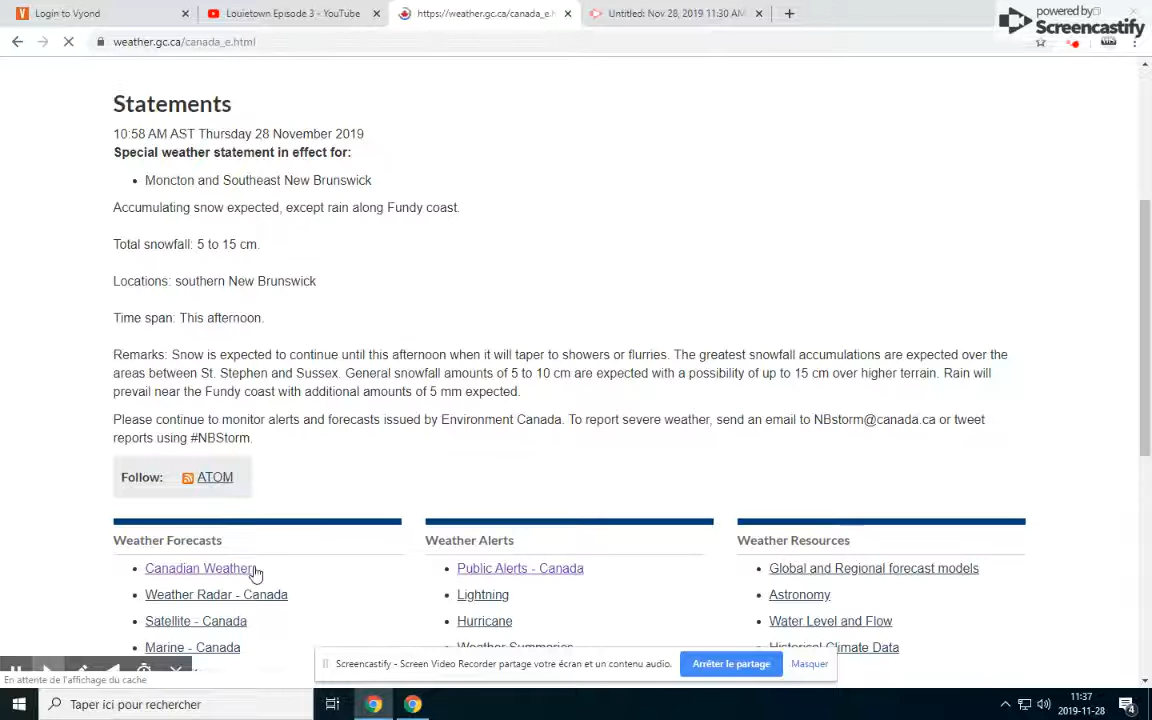 Login to Vyond
Louietown Episode 3 - YouTube
https://weather.gc.ca/canada_e.h
Untitled: Nov 28, 2019 11:30 AM
powered by
Screencastify
weather.gc.ca/canada_e.html
Statements
10:58 AM AST Thursday 28 November 2019
Special weather statement in effect for:
Moncton and Southeast New Brunswick
Accumulating snow expected, except rain along Fundy coast.
Total snowfall: 5 to 15 cm.
Locations: southern New Brunswick
Time span: This afternoon.
Remarks: Snow is expected to continue until this afternoon when it will taper to showers or flurries. The greatest snowfall accumulations are expected over the
areas between St. Stephen and Sussex. General snowfall amounts of 5 to 10 cm are expected with a possibility of up to 15 cm over higher terrain. Rain will
prevail near the Fundy coast with additional amounts of 5 mm expected.
Please continue to monitor alerts and forecasts issued by Environment Canada. To report severe weather, send an email to NBstorm@canada.ca or tweet
reports using #NBStorm.
Follow: ATOM
Weather Forecasts
Canadian Weather
Weather Radar - Canada
Satellite - Canada
Marine - Canada
Weather Alerts
Public Alerts - Canada
Lightning
Hurricane
Weather Summaries
Weather Resources
Global and Regional forecast models
Astronomy
Water Level and Flow
Historical Climate Data
Screencastify - Screen Video Recorder partage votre écran et un contenu audio.
Arrêter le partage
Masquer
En attente de l'affichage du cache
Taper ici pour rechercher
11:37
2019-11-28
4